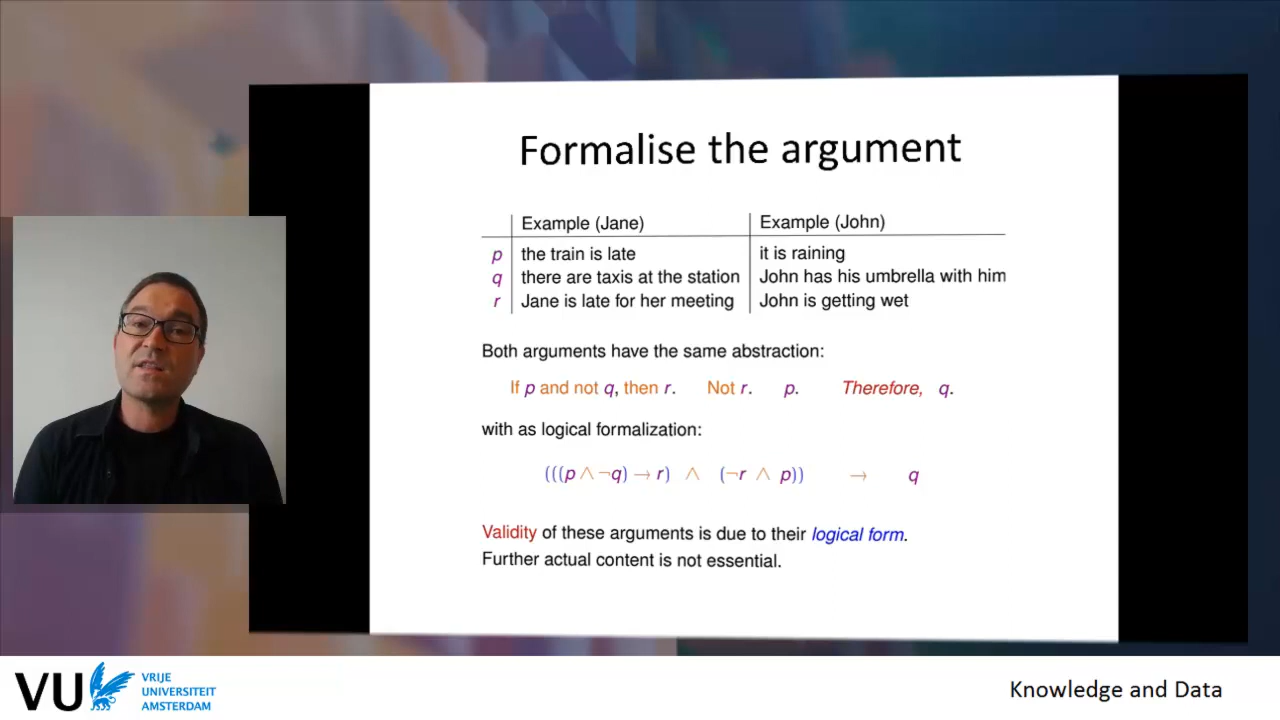 Formalise the argument
Example (Jane) Example (John)
p the train is late it is raining
q there are taxis at the station John has his umbrella with him
r Jane is late for her meeting John is getting wet
Both arguments have the same abstraction:
If p and not q, then r. Not r. p. Therefore, q.
with as logical formalization:
(((p ∧ ¬q) → r) ∧ (¬r ∧ p)) → q
Validity of these arguments is due to their logical form.
Further actual content is not essential.
VU VRIJE
UNIVERSITEIT
AMSTERDAM
Knowledge and Data